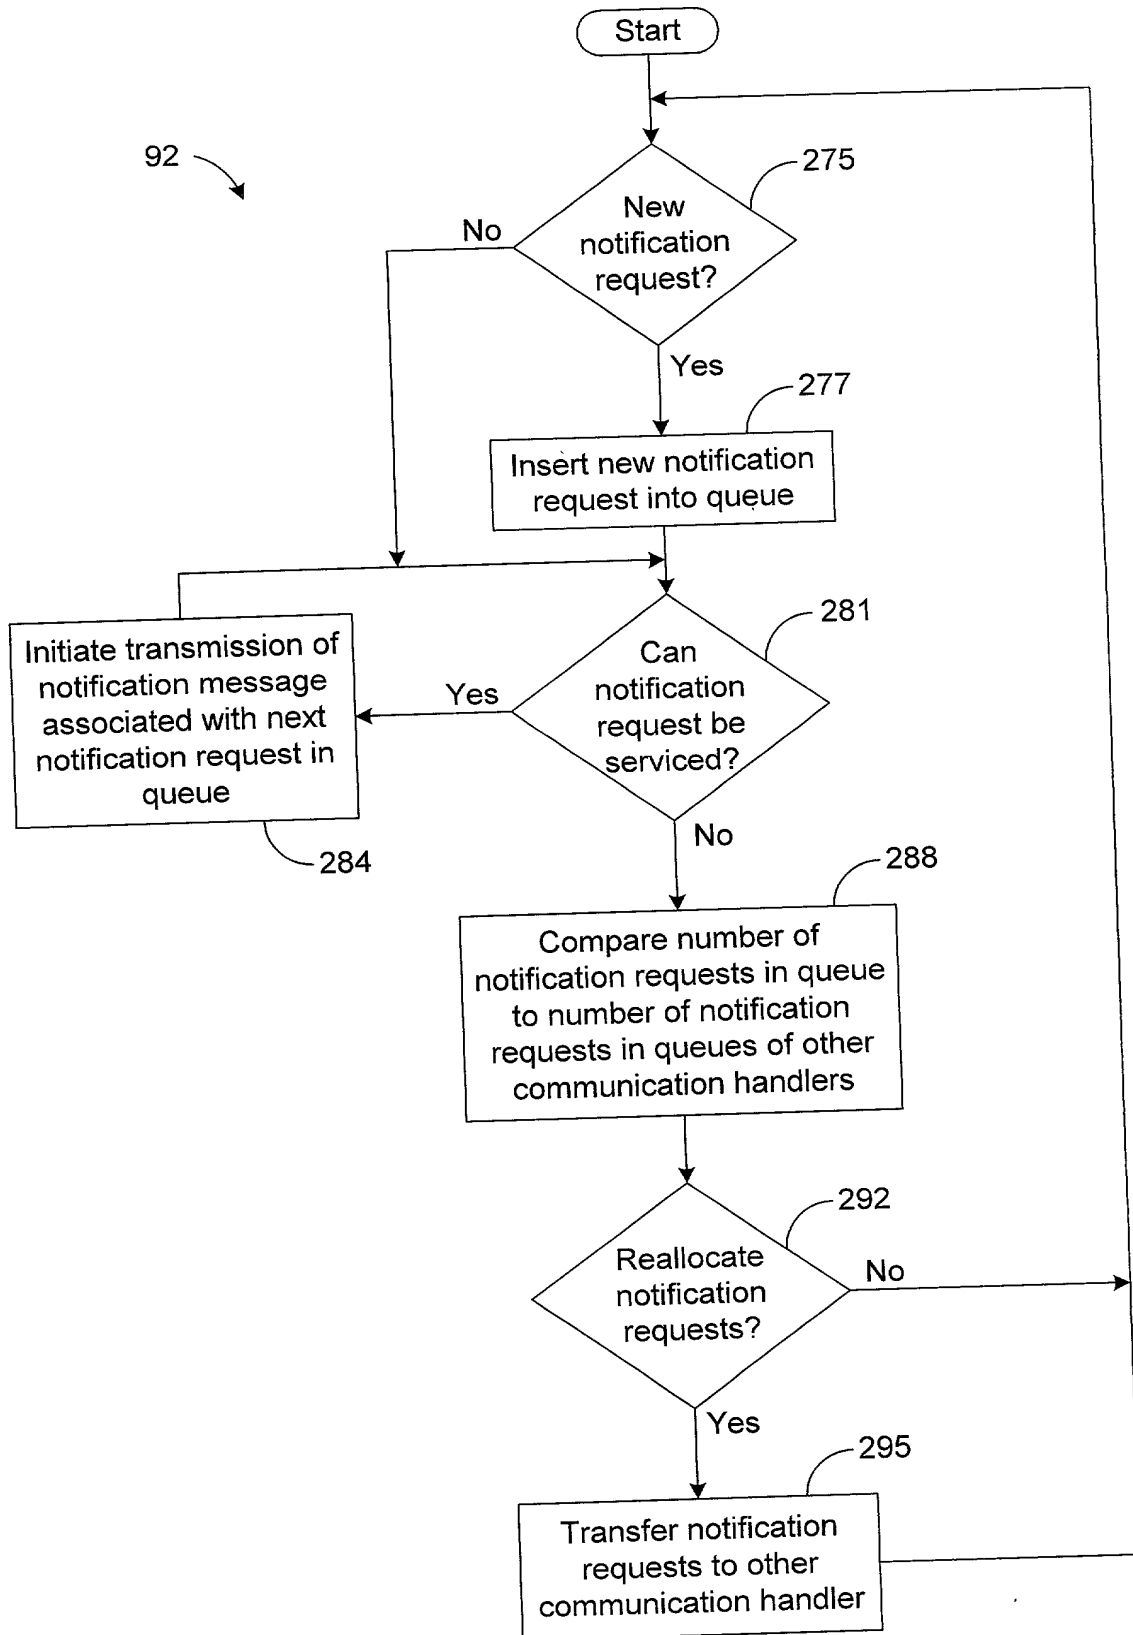 Start
92
275
New
notification
request?
No
Yes
277
Insert new notification
request into queue
281
Can
notification
request be
serviced?
Yes
Initiate transmission of
notification message
associated with next
notification request in
queue
284
No
288
Compare number of
notification requests in queue
to number of notification
requests in queues of other
communication handlers
292
Reallocate
notification
requests?
No
Yes
295
Transfer notification
requests to other
communication handler